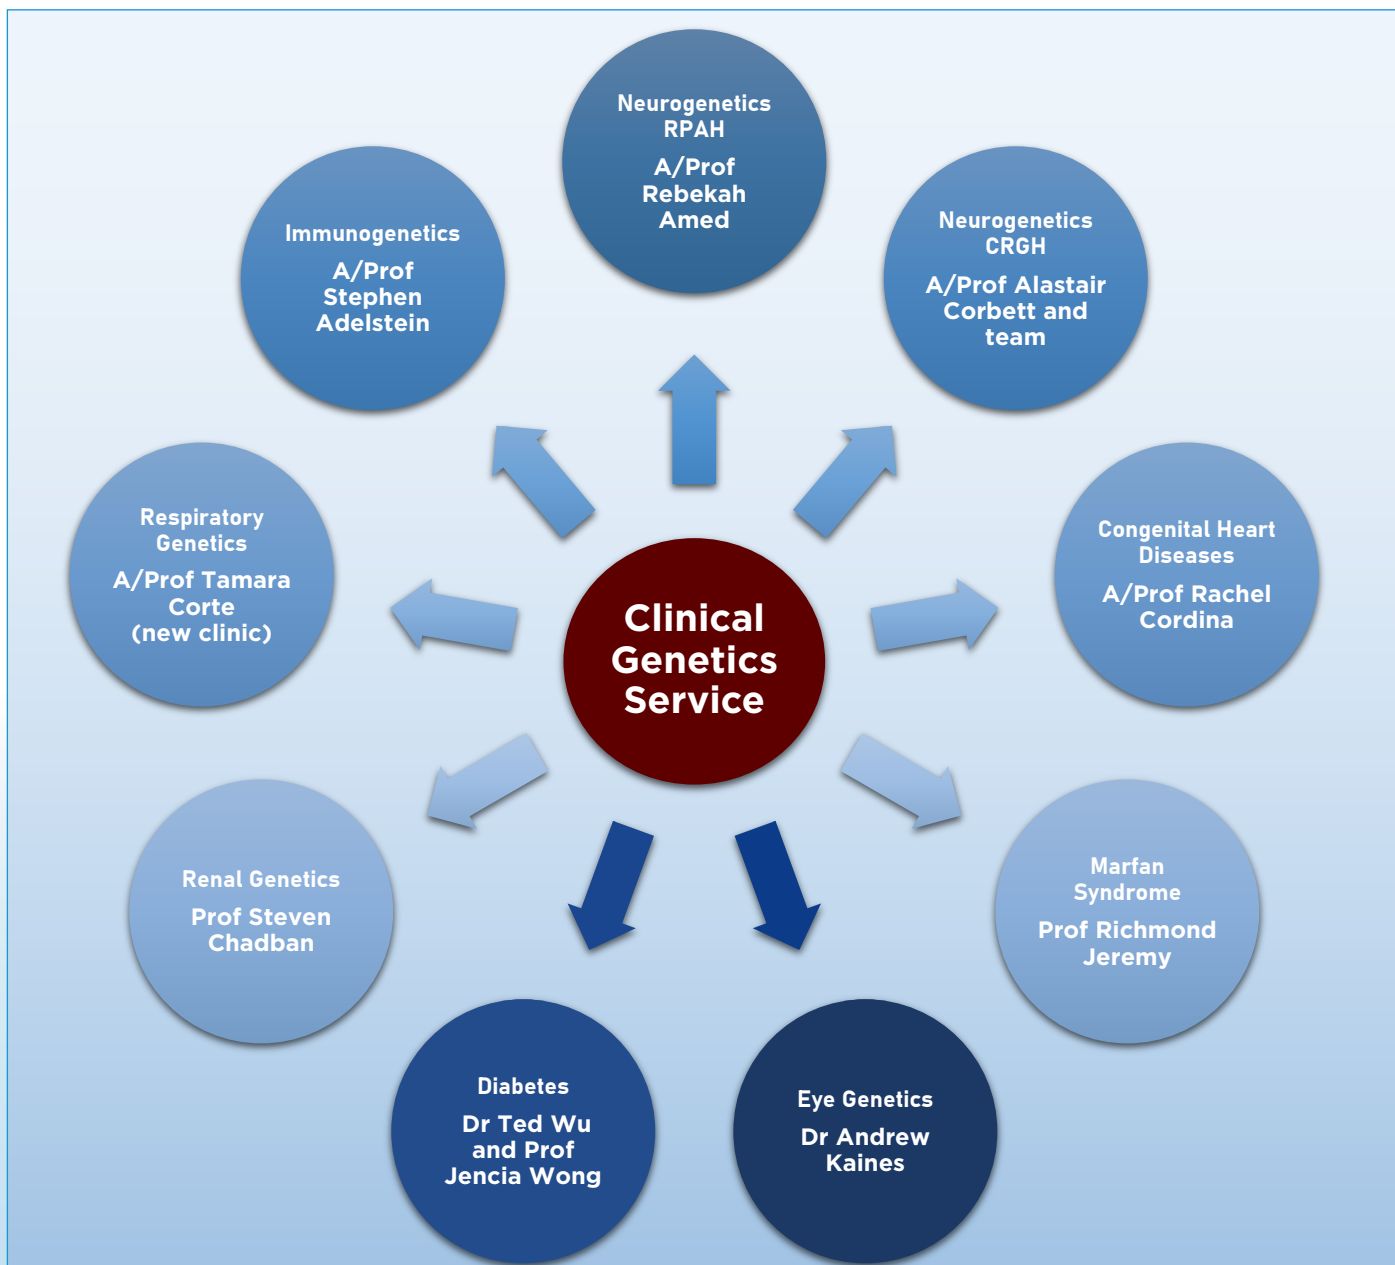 Neurogenetics
RPAH
A/Prof
Rebekah
Amed
Neurogenetics
CRGH
A/Prof Alastair
Corbett and
team
Congenital Heart
Diseases
A/Prof Rachel
Cordina
Marfan
Syndrome
Prof Richmond
Jeremy
Eye Genetics
Dr Andrew
Kaines
Diabetes
Dr Ted Wu
and Prof
Jencia Wong
Renal Genetics
Prof Steven
Chadban
Respiratory
Genetics
A/Prof Tamara
Corte
(new clinic)
Immunogenetics
A/Prof
Stephen
Adelstein
Clinical
Genetics
Service